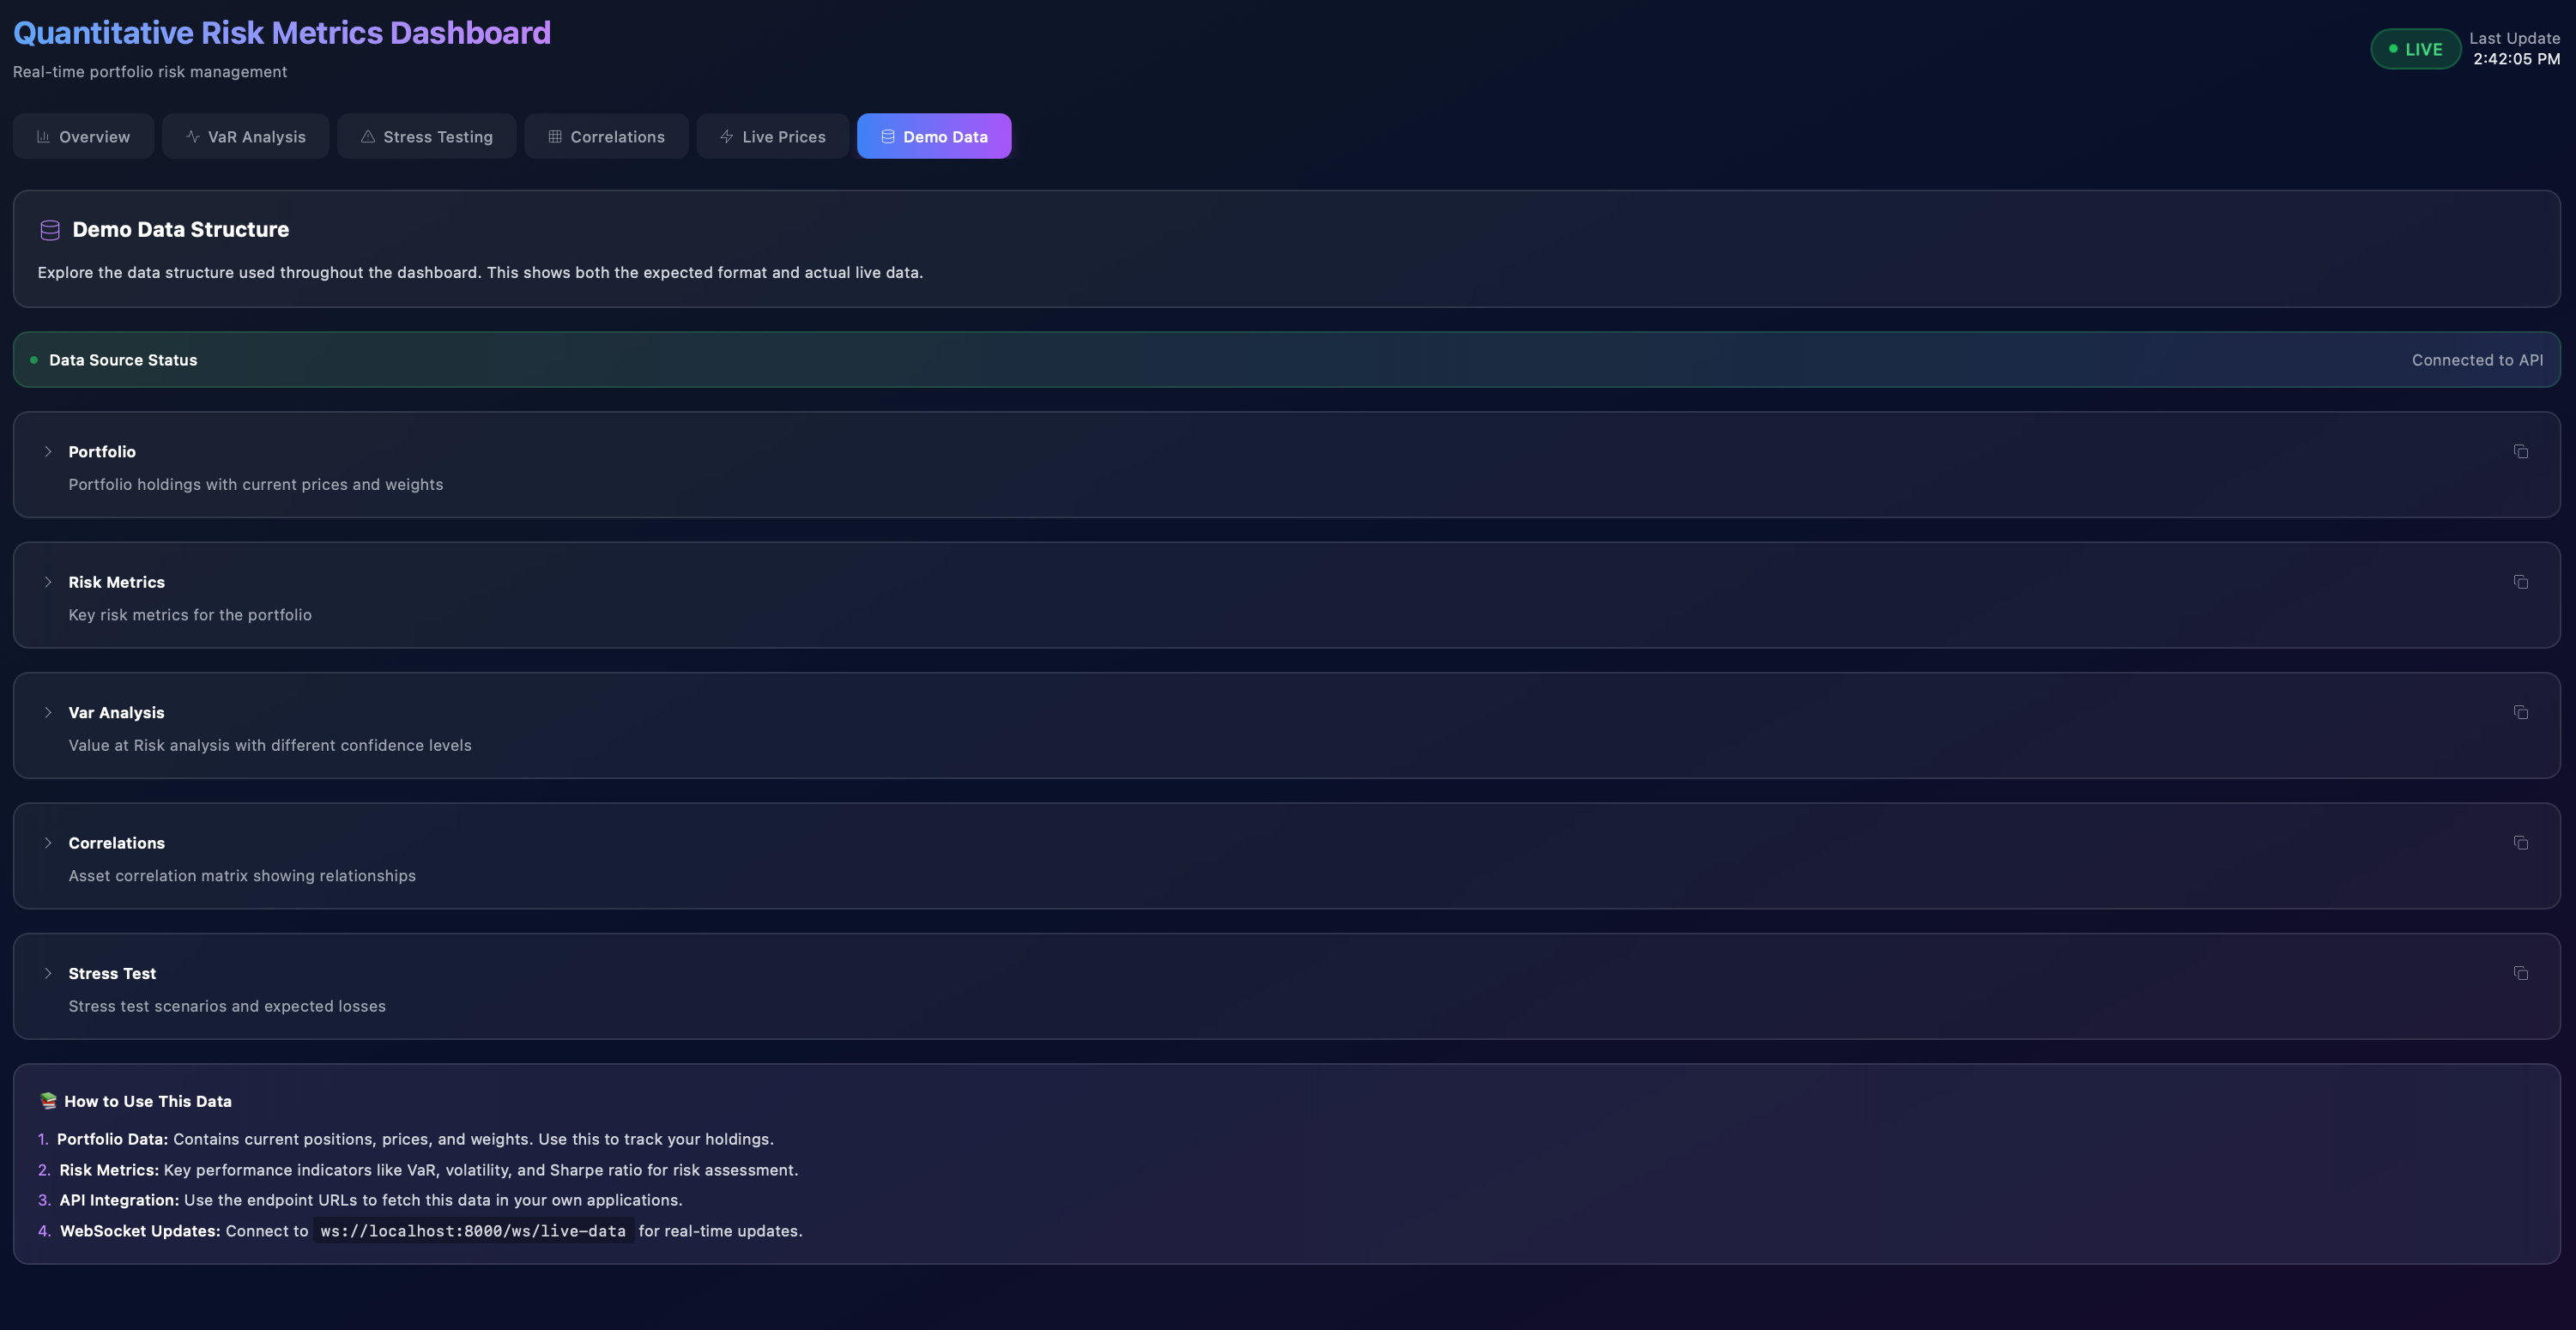 Quantitative Risk Metrics Dashboard
Real-time portfolio risk management
LIVE
Last Update
2:42:05 PM
Overview
VaR Analysis
Stress Testing
Correlations
Live Prices
Demo Data
Demo Data Structure
Explore the data structure used throughout the dashboard. This shows both the expected format and actual live data.
Data Source Status
Connected to API
Portfolio
Portfolio holdings with current prices and weights
Risk Metrics
Key risk metrics for the portfolio
Var Analysis
Value at Risk analysis with different confidence levels
Correlations
Asset correlation matrix showing relationships
Stress Test
Stress test scenarios and expected losses
📚 How to Use This Data
1. Portfolio Data: Contains current positions, prices, and weights. Use this to track your holdings.
2. Risk Metrics: Key performance indicators like VaR, volatility, and Sharpe ratio for risk assessment.
3. API Integration: Use the endpoint URLs to fetch this data in your own applications.
4. WebSocket Updates: Connect to ws://localhost:8000/ws/live-data for real-time updates.